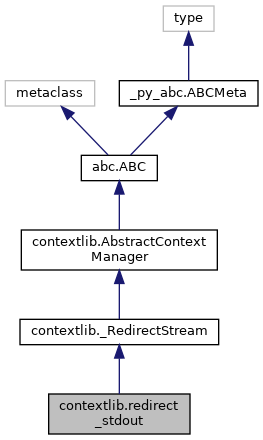 type
metaclass
_py_abc.ABCMeta
abc.ABC
contextlib.AbstractContext
Manager
contextlib._RedirectStream
contextlib.redirect
_stdout